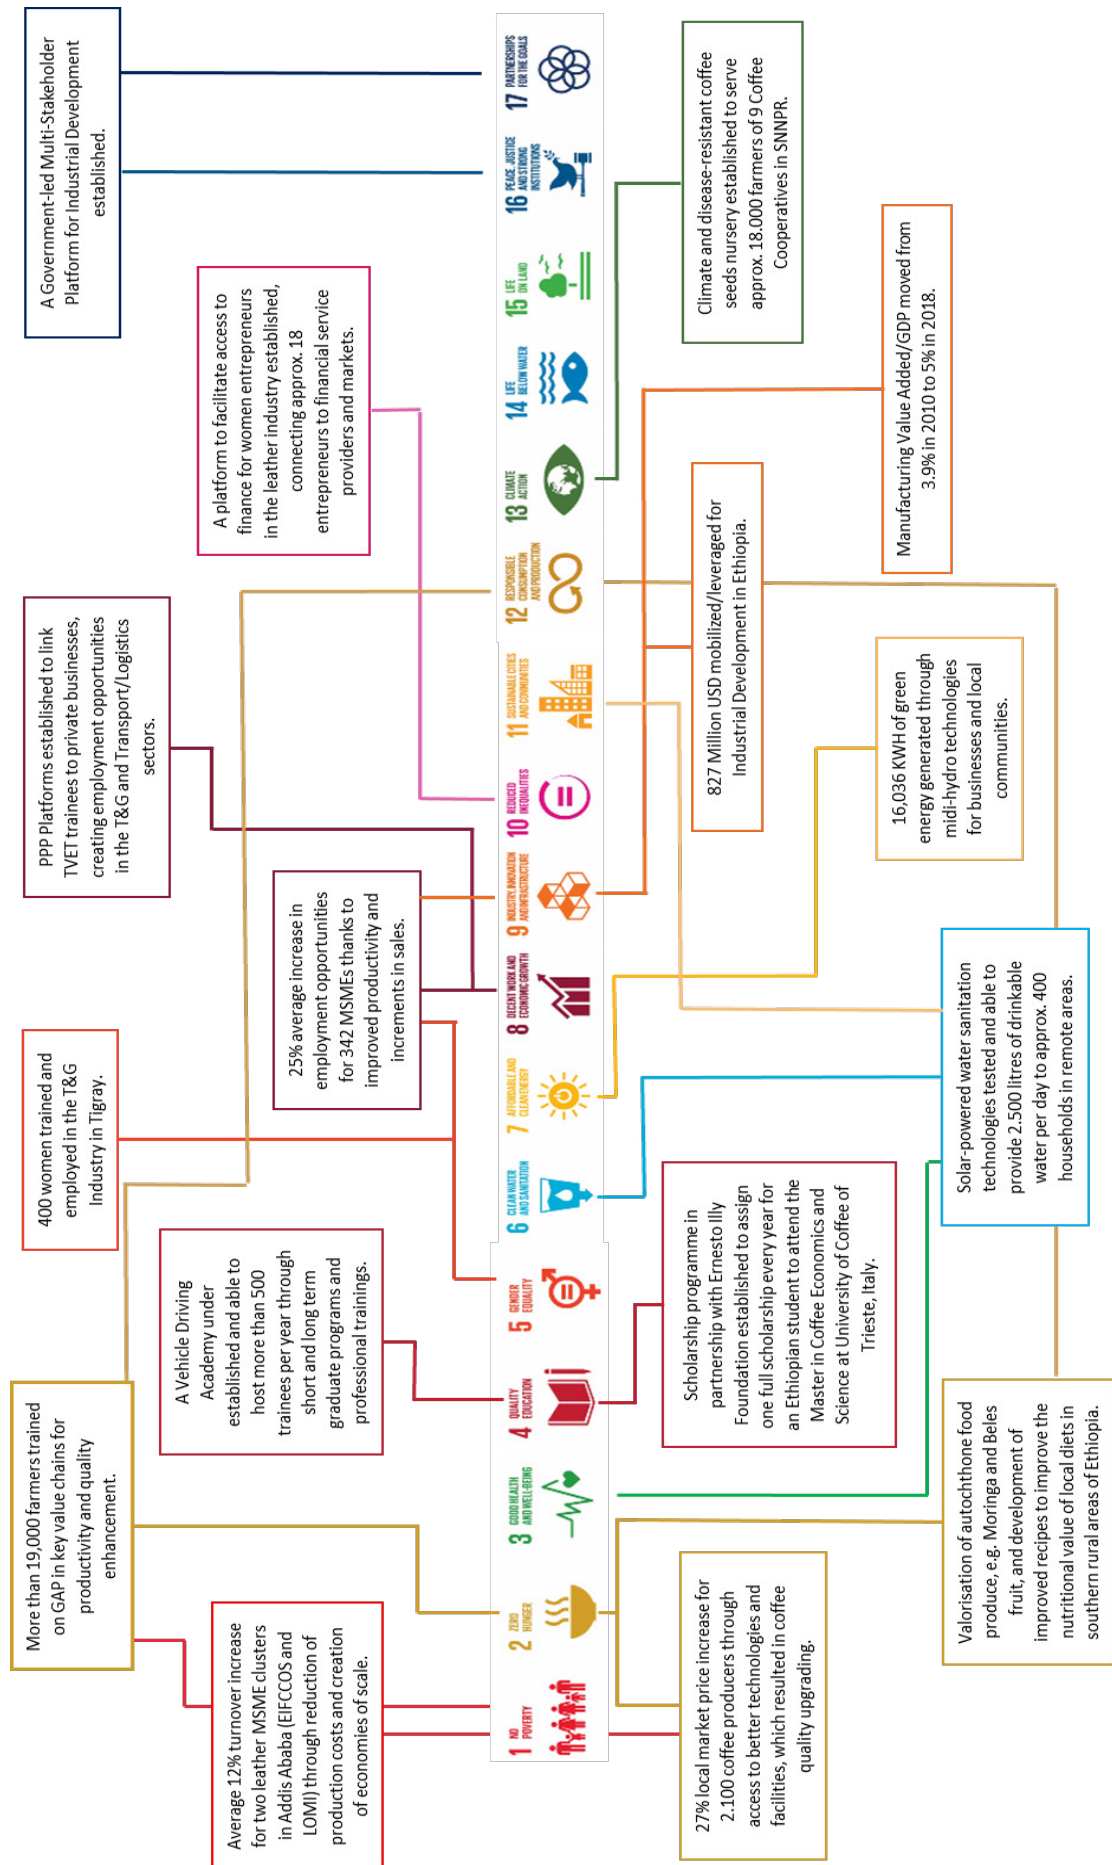 More than 19,000 farmers trained
on GAP in key value chains for
productivity and quality
enhancement.
400 women trained and
employed in the T&G
Industry in Tigray.
PPP Platforms established to link
TVET trainees to private businesses,
creating employment opportunities
in the T&G and Transport/Logistics
sectors.
A Government-led Multi-Stakeholder
Platform for Industrial Development
established.
Average 12% turnover increase
for two leather MSME clusters
in Addis Ababa (EIFCCOS and
LOMI) through reduction of
production costs and creation
of economies of scale.
A Vehicle Driving
Academy under
established and able to
host more than 500
trainees per year through
short and long term
graduate programs and
professional trainings.
25% average increase in
employment opportunities
for 342 MSMEs thanks to
improved productivity and
increments in sales.
A platform to facilitate access to
finance for women entrepreneurs
in the leather industry established,
connecting approx. 18
entrepreneurs to financial service
providers and markets.
1 NO
POVERTY
2 ZERO
HUNGER
3 GOOD HEALTH
AND WELL-BEING
4 QUALITY
EDUCATION
5 GENDER
EQUALITY
6 CLEAN WATER
AND SANITATION
7 AFFORDABLE AND
CLEAN ENERGY
8 DECENT WORK AND
ECONOMIC GROWTH
9 INDUSTRY, INNOVATION
AND INFRASTRUCTURE
10 REDUCED
INEQUALITIES
11 SUSTAINABLE CITIES
AND COMMUNITIES
12 RESPONSIBLE
CONSUMPTION
AND PRODUCTION
13 CLIMATE
ACTION
14 LIFE
BELOW WATER
15 LIFE
ON LAND
16 PEACE, JUSTICE
AND STRONG
INSTITUTIONS
17 PARTNERSHIPS
FOR THE GOALS
27% local market price increase for
2.100 coffee producers through
access to better technologies and
facilities, which resulted in coffee
quality upgrading.
Scholarship programme in
partnership with Ernesto Illy
Foundation established to assign
one full scholarship every year for
an Ethiopian student to attend the
Master in Coffee Economics and
Science at University of Coffee of
Trieste, Italy.
827 Million USD mobilized/leveraged for
Industrial Development in Ethiopia.
Climate and disease-resistant coffee
seeds nursery established to serve
approx. 18.000 farmers of 9 Coffee
Cooperatives in SNNPR.
Valorisation of autochthone food
produce, e.g. Moringa and Beles
fruit, and development of
improved recipes to improve the
nutritional value of local diets in
southern rural areas of Ethiopia.
Solar-powered water sanitation
technologies tested and able to
provide 2.500 litres of drinkable
water per day to approx. 400
households in remote areas.
16,036 KWH of green
energy generated through
midi-hydro technologies
for businesses and local
communities.
Manufacturing Value Added/GDP moved from
3.9% in 2010 to 5% in 2018.